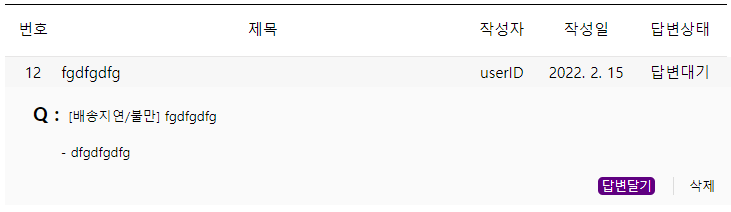 번호 제목 작성자 작성일 답변상태
12 fgdfgdfg userID 2022. 2. 15 답변대기
Q : [배송지연/불만] fgdfgdfg
- dfgdfgdfg
답변달기 삭제